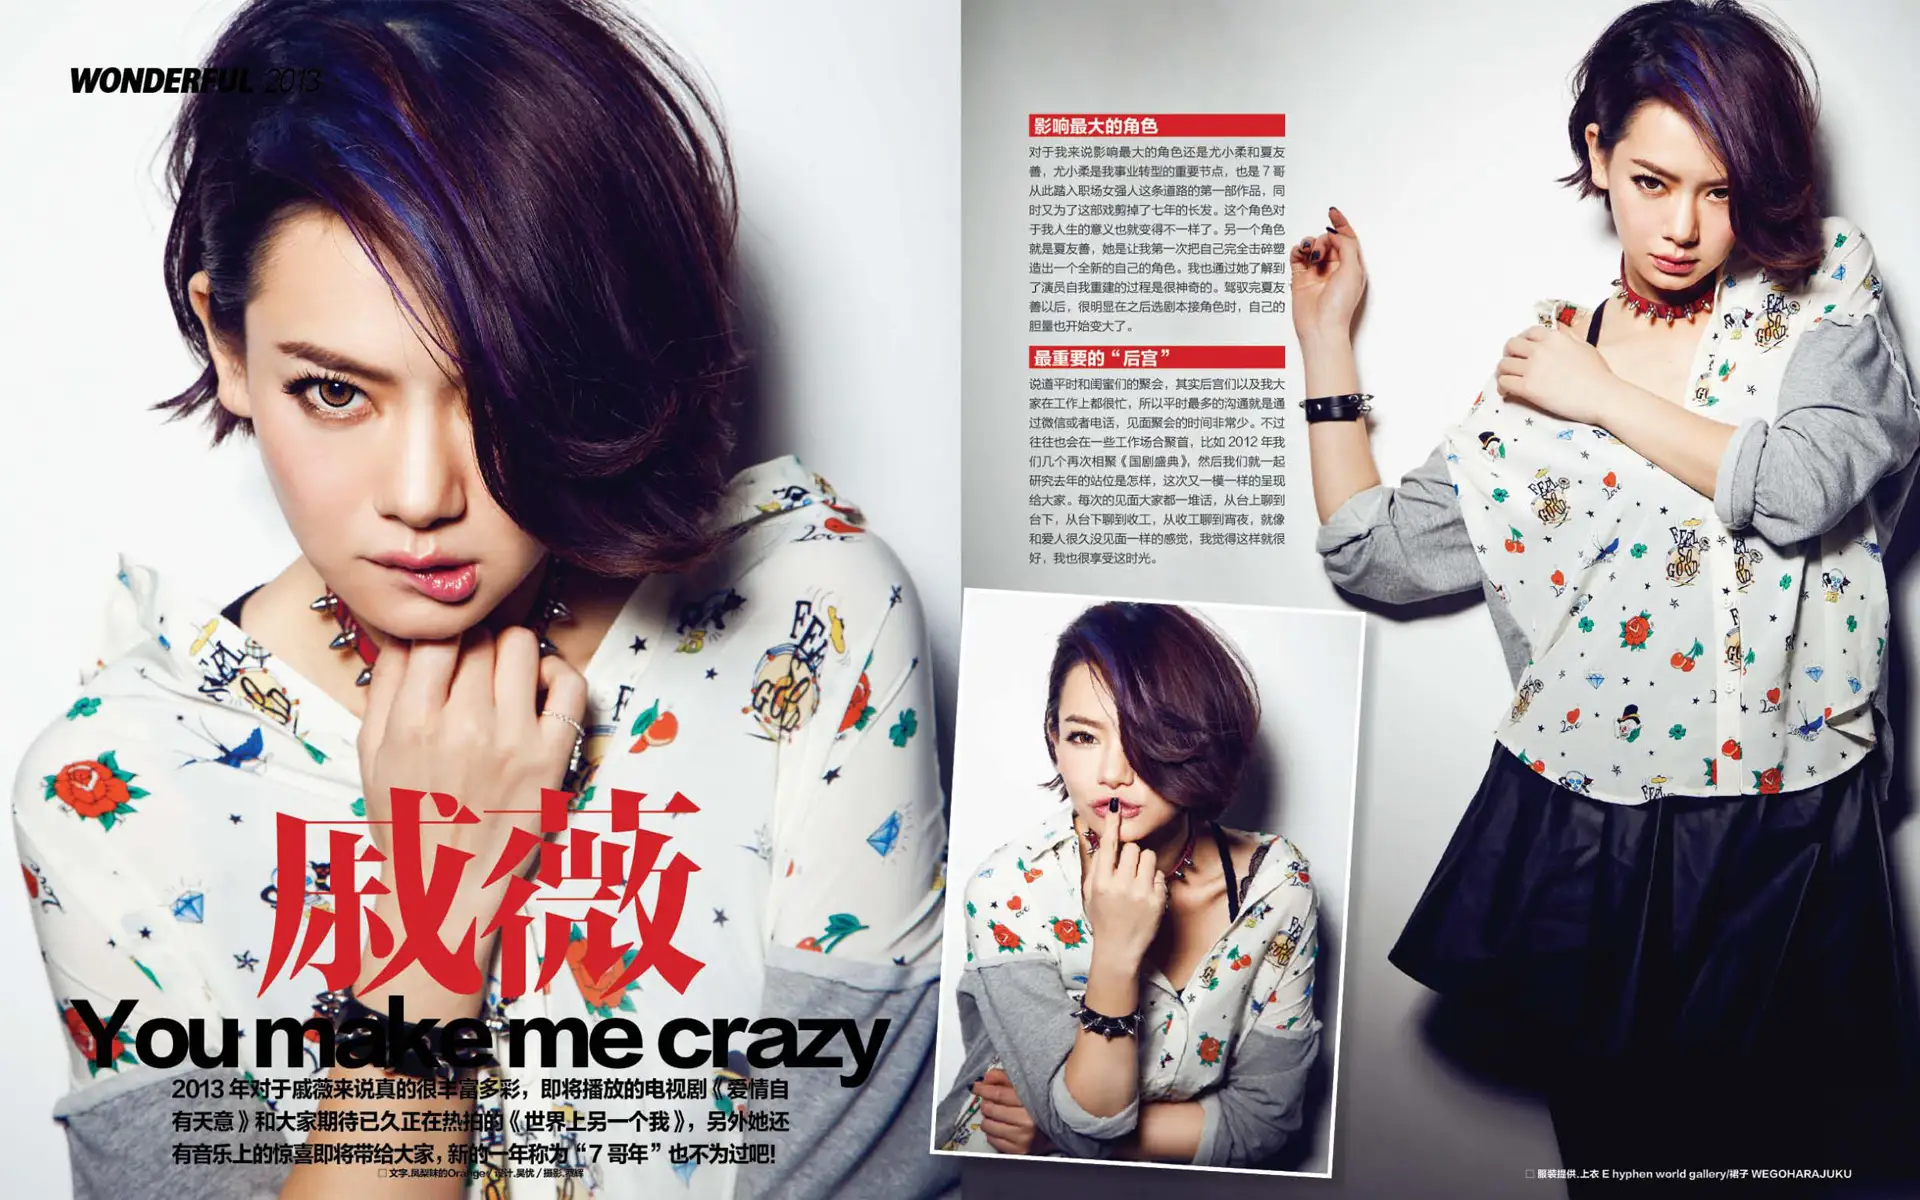 WONDERFUL 2013
戚薇
You make me crazy
2013 年对于戚薇来说真的很丰富多彩，即将播放的电视剧《爱情自
有天意》和大家期待已久正在热拍的《世界上另一个我》，另外她还
有音乐上的惊喜即将带给大家，新的一年称为“7 哥年”也不为过吧!
□ 文字.凤梨妹的Orange / 设计.吴优 / 摄影.贾辉
影响最大的角色
对于我来说影响最大的角色还是尤小柔和夏友
善，尤小柔是我事业转型的重要节点，也是 7 哥
从此踏入职场女强人这条道路的第一部作品，同
时又为了这部戏剪掉了七年的长发。这个角色对
于我人生的意义也就变得不一样了。另一个角色
就是夏友善，她是让我第一次把自己完全击碎塑
造出一个全新的自己的角色。我也通过她了解到
了演员自我重建的过程是很神奇的。驾驭完夏友
善以后，很明显在之后选剧本接角色时，自己的
胆量也开始变大了。
最重要的“后宫”
说道平时和闺蜜们的聚会，其实后宫们以及我大
家在工作上都很忙，所以平时最多的沟通就是通
过微信或者电话，见面聚会的时间非常少。不过
往往也会在一些工作场合聚首，比如 2012 年我
们几个再次相聚《国剧盛典》，然后我们就一起
研究去年的站位是怎样，这次又一模一样的呈现
给大家。每次的见面大家都一堆话，从台上聊到
台下，从台下聊到收工，从收工聊到宵夜，就像
和爱人很久没见面一样的感觉，我觉得这样就很
好，我也很享受这时光。
□ 服装提供.上衣 E hyphen world gallery/裙子 WEGOHARAJUKU